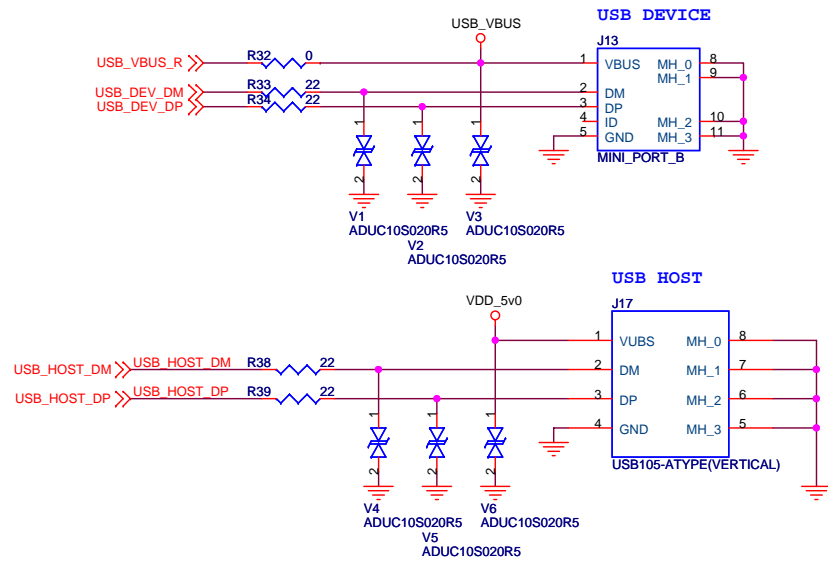 USB DEVICE
USB_VBUS
J13
USB_VBUS_R R32 0 1 VBUS MH_0 8
MH_1 9
USB_DEV_DM R33 22 2 DM
USB_DEV_DP R34 22 3 DP
4 ID MH_2 10
5 GND MH_3 11
MINI_PORT_B
1 1 1
2 2 2
V1 V3
ADUC10S020R5 ADUC10S020R5
V2
ADUC10S020R5
USB HOST
VDD_5v0
J17
1 VUBS MH_0 8
USB_HOST_DM USB_HOST_DM R38 22 2 DM MH_1 7
USB_HOST_DP USB_HOST_DP R39 22 3 DP MH_2 6
4 GND MH_3 5
USB105-ATYPE(VERTICAL)
1 1 1
2 2 2
V4 V6
ADUC10S020R5 ADUC10S020R5
V5
ADUC10S020R5